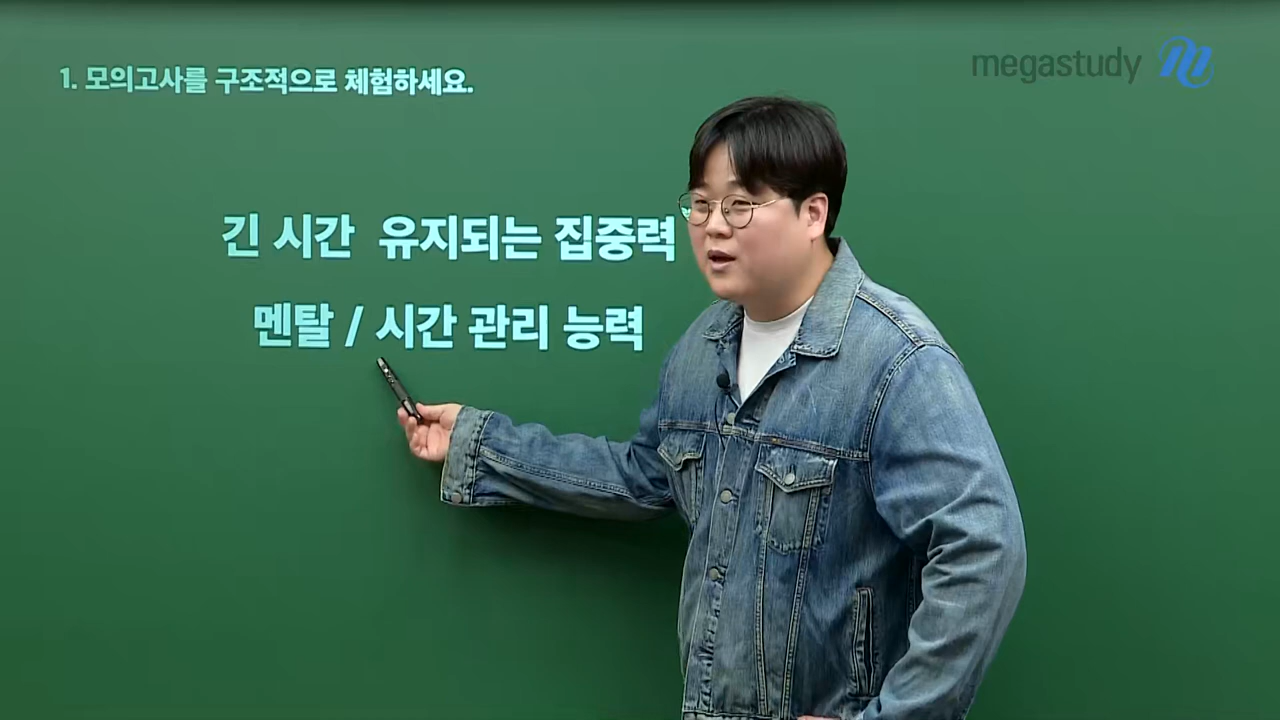 1. 모의고사를 구조적으로 체험하세요.
megastudy
긴 시간 유지되는 집중력
멘탈 / 시간 관리 능력